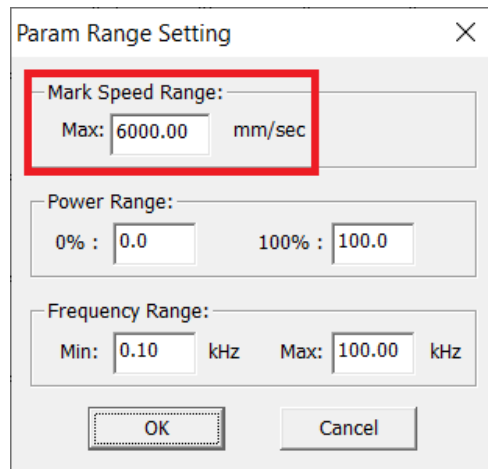 Param Range Setting
Mark Speed Range:
Max: 6000.00 mm/sec
Power Range:
0% : 0.0 100% : 100.0
Frequency Range:
Min: 0.10 kHz Max: 100.00 kHz
OK Cancel